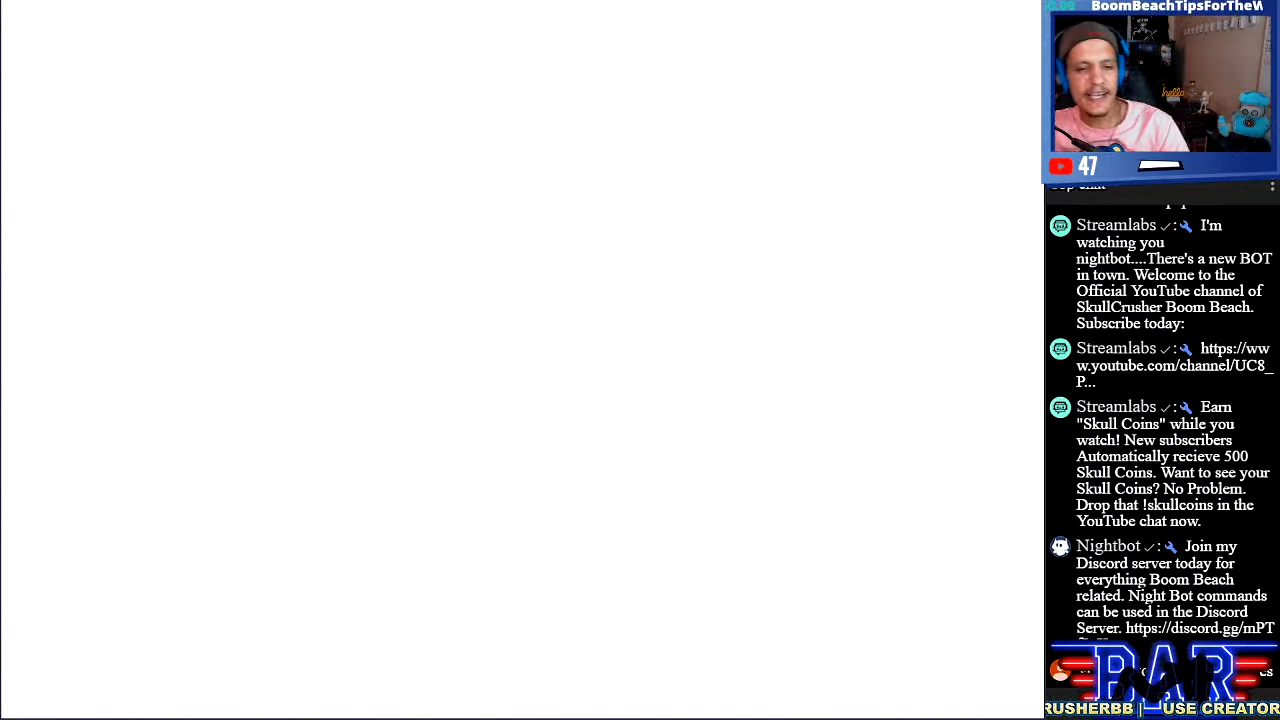 BoomBeachTipsForTheW
hello
47
Streamlabs : I'm
watching you
nightbot....There's a new BOT
in town. Welcome to the
Official YouTube channel of
SkullCrusher Boom Beach.
Subscribe today:
Streamlabs : https://ww
w.youtube.com/channel/UC8_
P...
Streamlabs : Earn
"Skull Coins" while you
watch! New subscribers
Automatically recieve 500
Skull Coins. Want to see your
Skull Coins? No Problem.
Drop that !skullcoins in the
YouTube chat now.
Nightbot : Join my
Discord server today for
everything Boom Beach
related. Night Bot commands
can be used in the Discord
Server. https://discord.gg/mPT
BAR
RUSHERBB | USE CREATOR